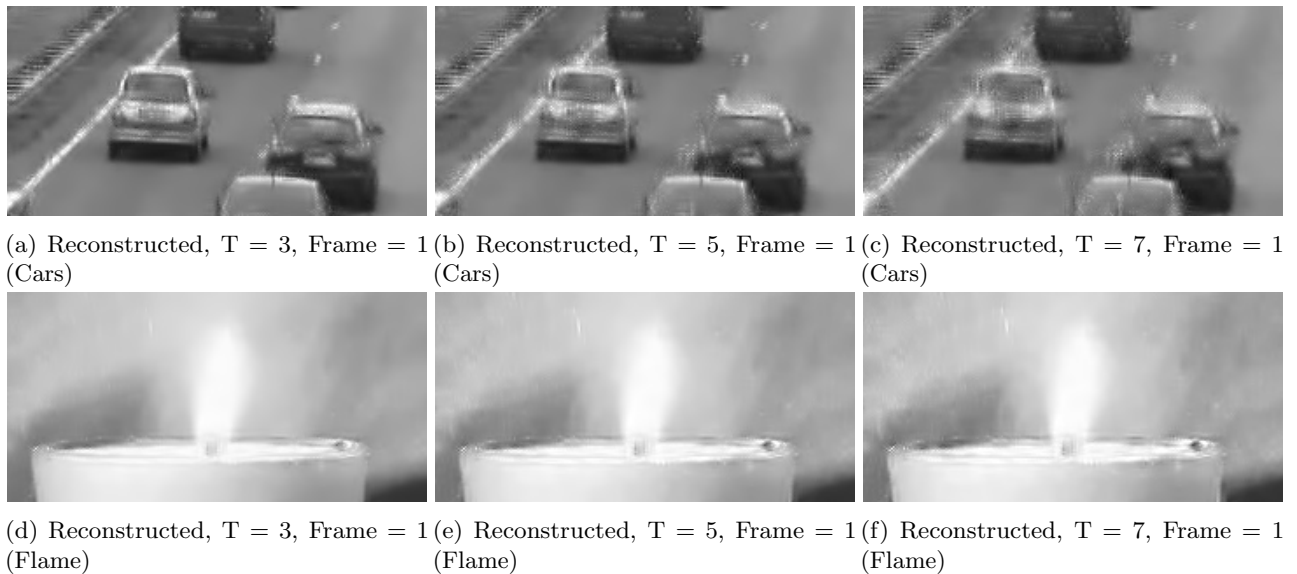 (a) Reconstructed, T = 3, Frame = 1
(Cars)
(b) Reconstructed, T = 5, Frame = 1
(Cars)
(c) Reconstructed, T = 7, Frame = 1
(Cars)
(d) Reconstructed, T = 3, Frame = 1
(Flame)
(e) Reconstructed, T = 5, Frame = 1
(Flame)
(f) Reconstructed, T = 7, Frame = 1
(Flame)